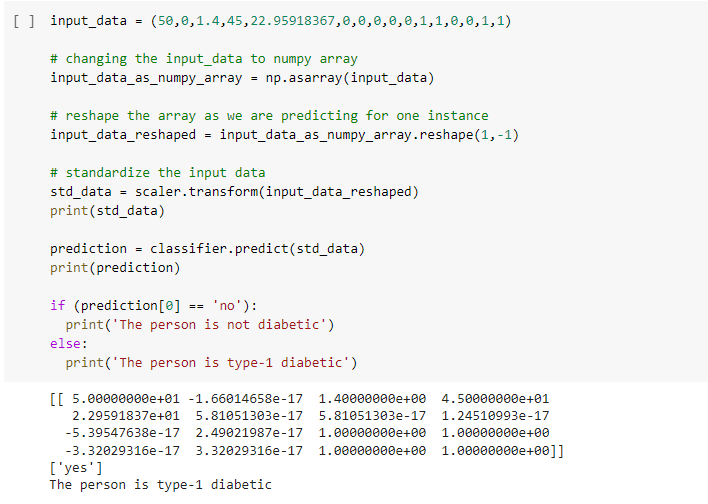 [ ] input_data = (50,0,1.4,45,22.95918367,0,0,0,0,0,1,1,0,0,1,1)
# changing the input_data to numpy array
input_data_as_numpy_array = np.asarray(input_data)
# reshape the array as we are predicting for one instance
input_data_reshaped = input_data_as_numpy_array.reshape(1,-1)
# standardize the input data
std_data = scaler.transform(input_data_reshaped)
print(std_data)
prediction = classifier.predict(std_data)
print(prediction)
if (prediction[0] == 'no'):
  print('The person is not diabetic')
else:
  print('The person is type-1 diabetic')
[[ 5.00000000e+01 -1.66014658e-17  1.40000000e+00  4.50000000e+01
   2.29591837e+01  5.81051303e-17  5.81051303e-17  1.24510993e-17
  -5.39547638e-17  2.49021987e-17  1.00000000e+00  1.00000000e+00
  -3.32029316e-17  3.32029316e-17  1.00000000e+00  1.00000000e+00]]
['yes']
The person is type-1 diabetic